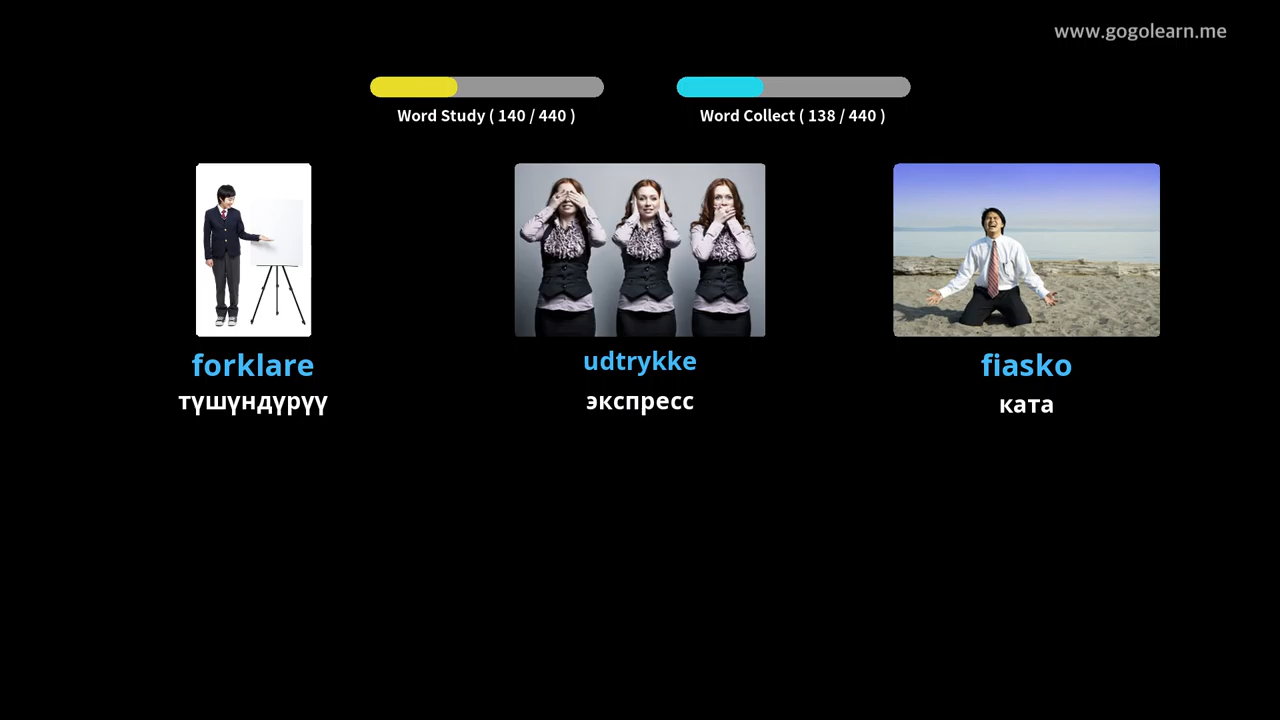 www.gogolearn.me
Word Study ( 140 / 440 )
Word Collect ( 138 / 440 )
forklare
түшүндүрүү
udtrykke
экспресс
fiasko
ката